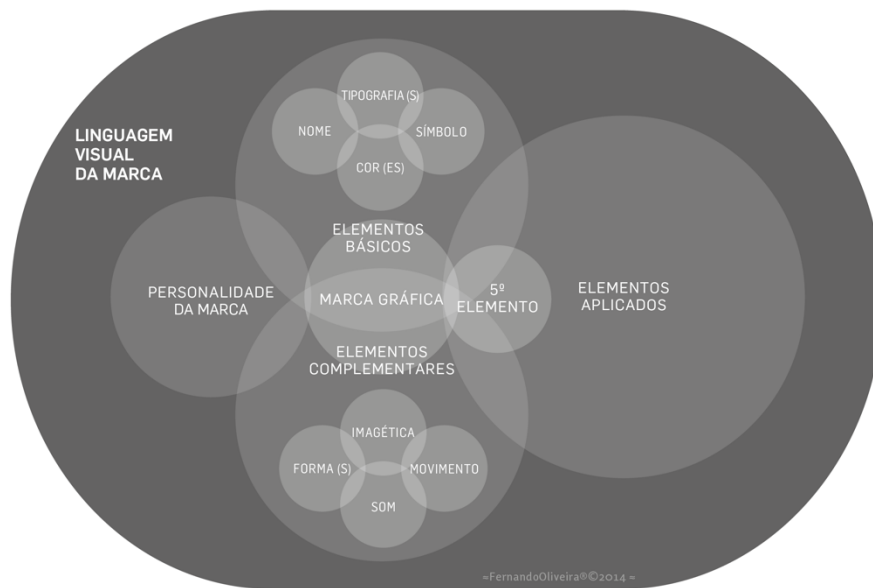 LINGUAGEM
VISUAL
DA MARCA
TIPOGRAFIA (S)
NOME
SÍMBOLO
COR (ES)
ELEMENTOS
BÁSICOS
PERSONALIDADE
DA MARCA
MARCA GRÁFICA
5º
ELEMENTO
ELEMENTOS
APLICADOS
ELEMENTOS
COMPLEMENTARES
IMAGÉTICA
FORMA (S)
MOVIMENTO
SOM
=FernandoOliveira®©2014 =